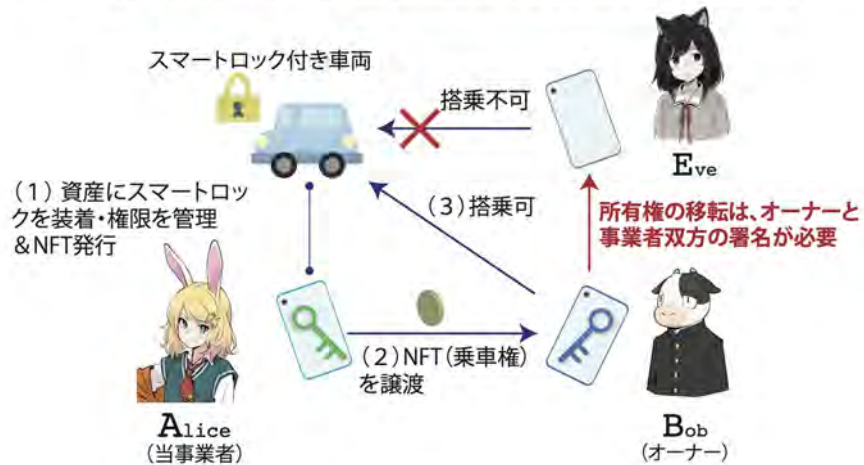 スマートロック付き車両
搭乗不可
Eve
(1)資産にスマートロッ
クを装着・権限を管理
&NFT発行
(3)搭乗可
所有権の移転は、オーナーと
事業者双方の署名が必要
(2)NFT(乗車権)
を譲渡
Alice
(当事業者)
Bob
(オーナー)